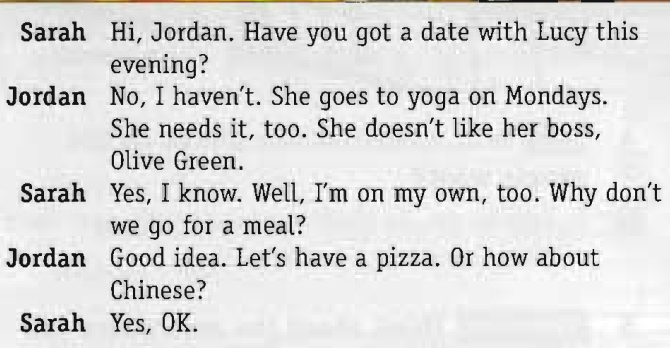 Sarah Hi, Jordan. Have you got a date with Lucy this
evening?
Jordan No, I haven't. She goes to yoga on Mondays.
She needs it, too. She doesn't like her boss,
Olive Green.
Sarah Yes, I know. Well, I'm on my own, too. Why don't
we go for a meal?
Jordan Good idea. Let's have a pizza. Or how about
Chinese?
Sarah Yes, OK.